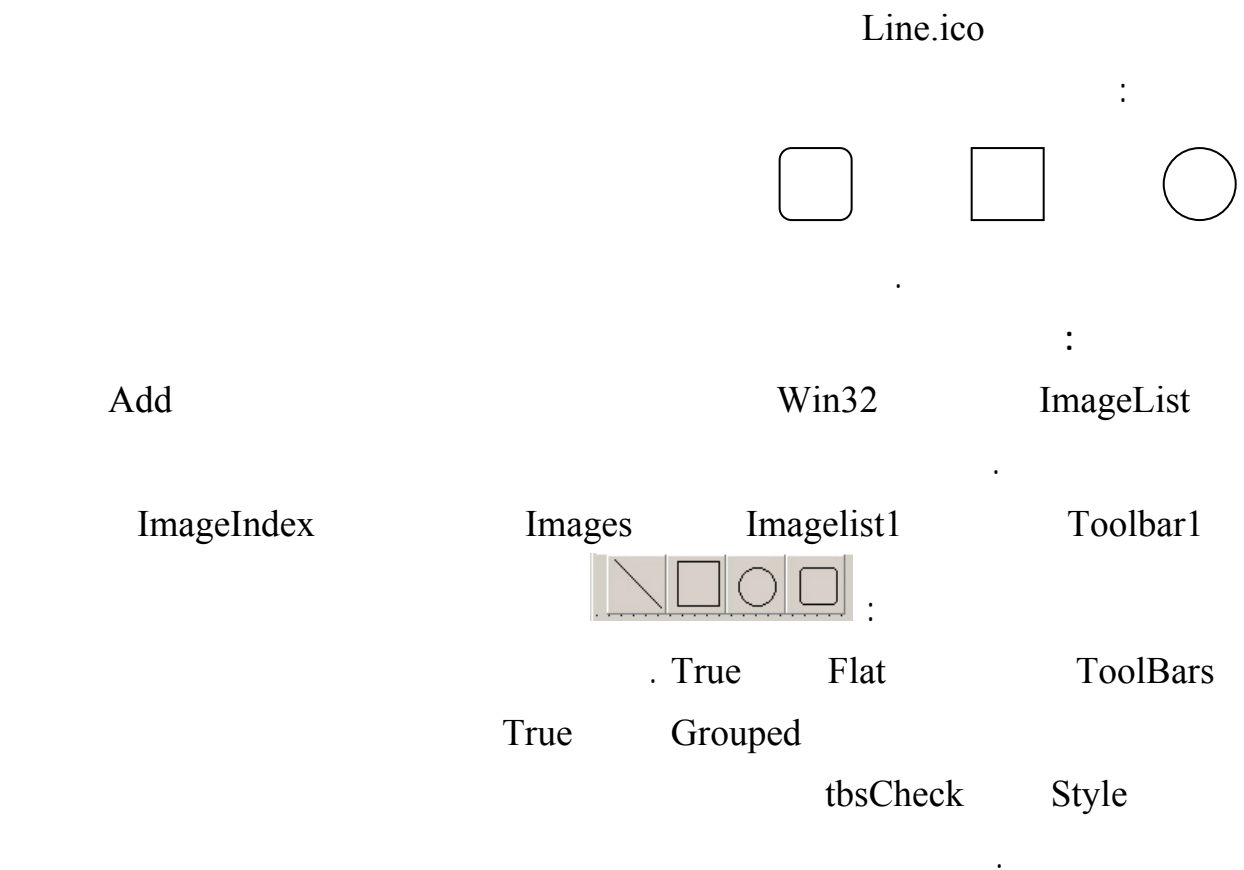 Line.ico
:
.
:
ImageList Win32 Add
.
Toolbar1 Imagelist1 Images ImageIndex
:
ToolBars Flat True .
Grouped True
Style tbsCheck
.